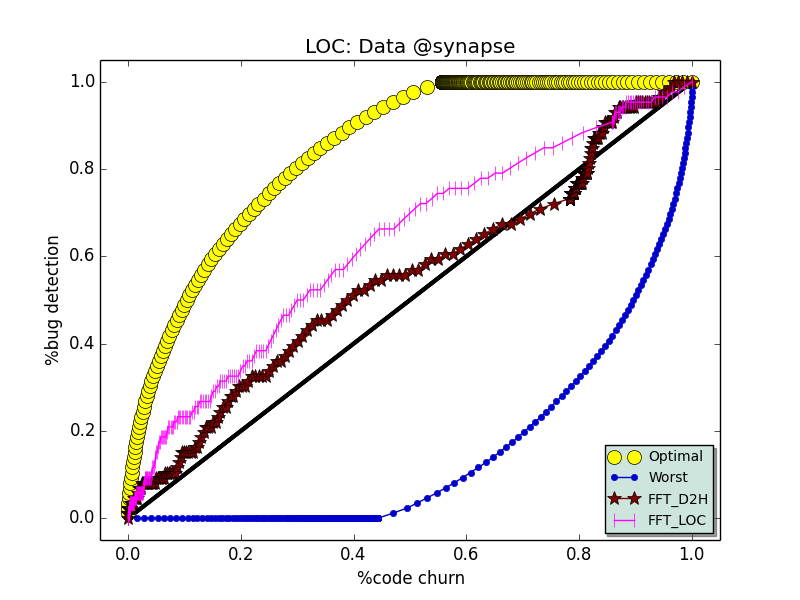 LOC: Data @synapse
%bug detection
1.0
0.8
0.6
0.4
0.2
0.0
0.0 0.2 0.4 0.6 0.8 1.0
%code churn
Optimal
Worst
FFT_D2H
FFT_LOC